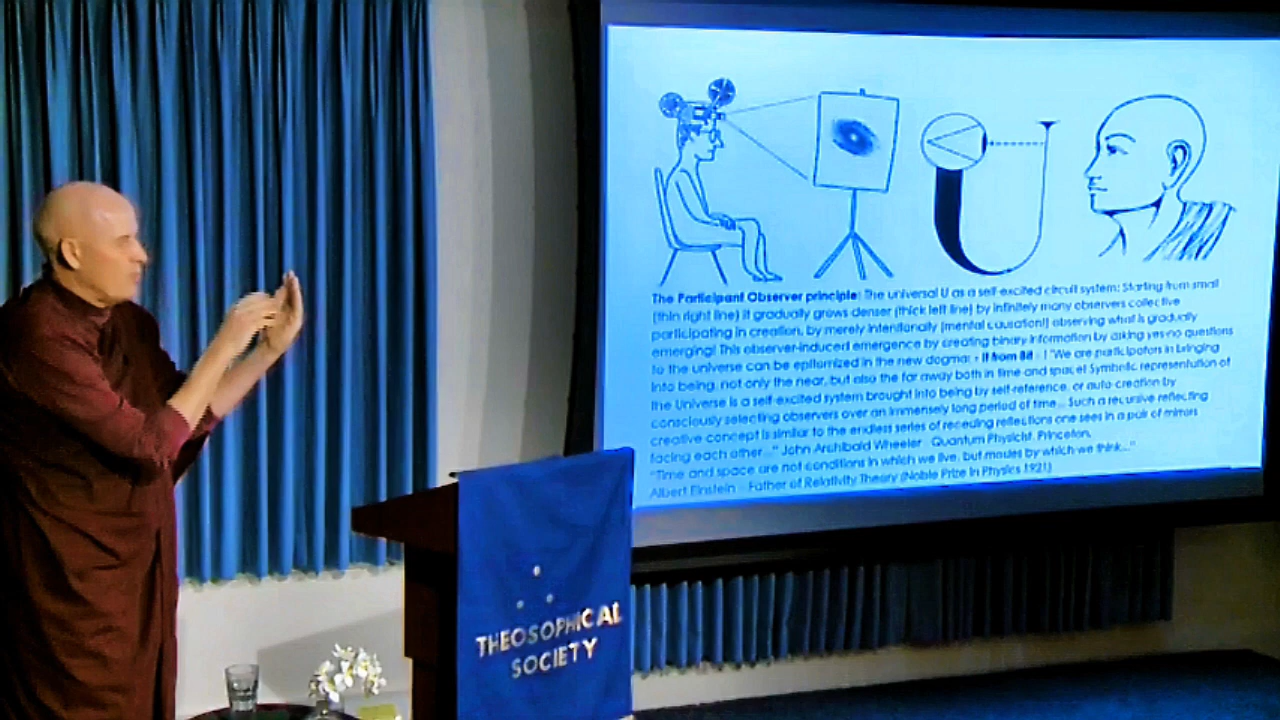 The Participant Observer principle: The universal U as a self-excited circuit system: Starting from small
(thin right line) it gradually grows denser (thick left line) by infinitely many observers collective
participating in creation, by merely intentionally (mental causation!) observing what is gradually
emerging! This observer-induced emergence by creating binary information by asking yes-no questions
to the universe can be epitomized in the new dogma: - It from Bit - ! "We are participators in bringing
into being, not only the near, but also the far away both in time and space! Symbolic representation of
the Universe is a self-excited system brought into being by self-reference, or auto-creation by
consciously selecting observers over an immensely long period of time... Such a recursive reflecting
creative concept is similar to the endless series of receding reflections one sees in a pair of mirrors
facing each other..." John Archibald Wheeler - Quantum Physicist. Princeton.
"Time and space are not conditions in which we live, but modes by which we think..."
Albert Einstein - Father of Relativity Theory (Noble Prize in Physics 1921)
THEOSOPHICAL
SOCIETY